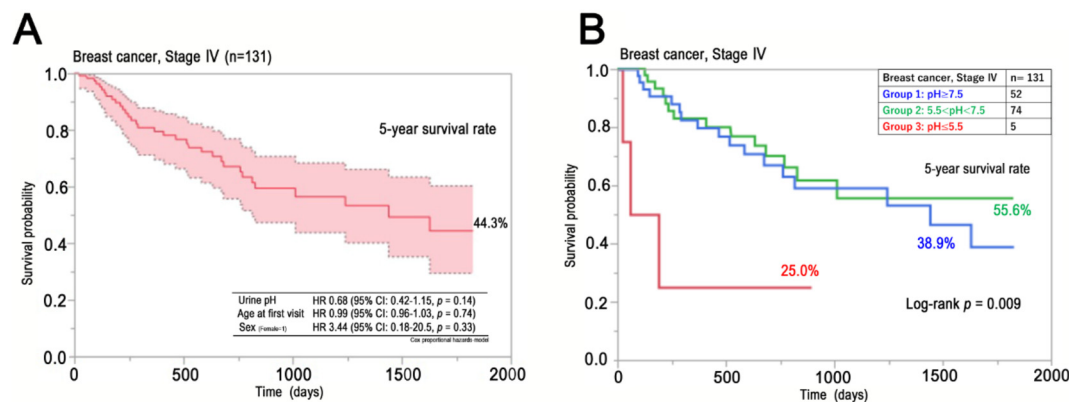 A
Breast cancer, Stage IV (n=131)
1.0
0.8
0.6
0.4
0.2
0.0
Survival probability
5-year survival rate
44.3%
Urine pH HR 0.68 (95% CI: 0.42-1.15, p = 0.14)
Age at first visit HR 0.99 (95% CI: 0.96-1.03, p = 0.74)
Sex (Female=1) HR 3.44 (95% CI: 0.18-20.5, p = 0.33)
Cox proportional hazards-model
0 500 1000 1500 2000
Time (days)
B
Breast cancer, Stage IV
1.0
0.8
0.6
0.4
0.2
0.0
Survival probability
Breast cancer, Stage IV n= 131
Group 1: pH≥7.5 52
Group 2: 5.5<pH<7.5 74
Group 3: pH≤5.5 5
5-year survival rate
55.6%
38.9%
25.0%
Log-rank p = 0.009
0 500 1000 1500 2000
Time (days)